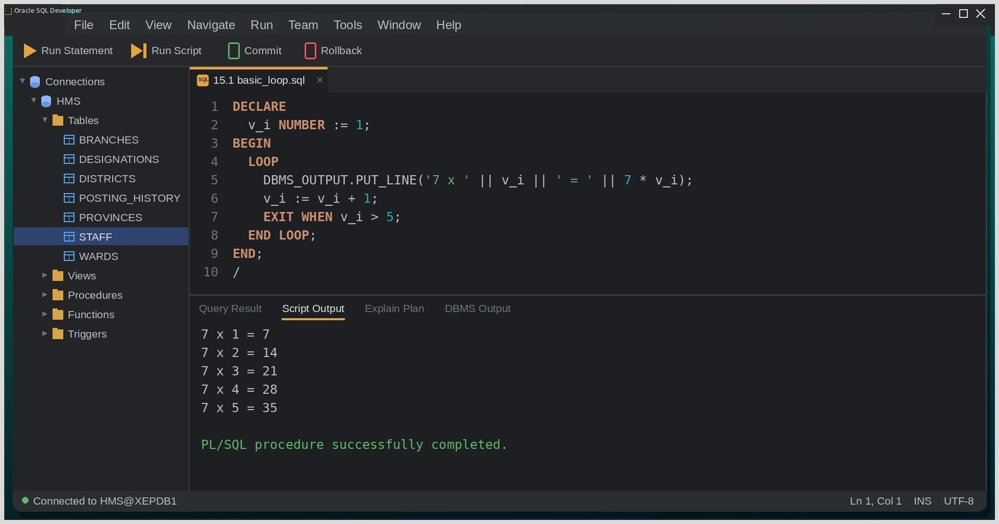 Oracle SQL Developer
File Edit View Navigate Run Team Tools Window Help
Run Statement Run Script Commit Rollback
Connections
HMS
Tables
BRANCHES
DESIGNATIONS
DISTRICTS
POSTING_HISTORY
PROVINCES
STAFF
WARDS
Views
Procedures
Functions
Triggers
SQL 15.1 basic_loop.sql ×
1 DECLARE
2   v_i NUMBER := 1;
3 BEGIN
4   LOOP
5     DBMS_OUTPUT.PUT_LINE('7 x ' || v_i || ' = ' || 7 * v_i);
6     v_i := v_i + 1;
7     EXIT WHEN v_i > 5;
8   END LOOP;
9 END;
10 /
Query Result Script Output Explain Plan DBMS Output
7 x 1 = 7
7 x 2 = 14
7 x 3 = 21
7 x 4 = 28
7 x 5 = 35
PL/SQL procedure successfully completed.
Connected to HMS@XEPDB1 Ln 1, Col 1 INS UTF-8